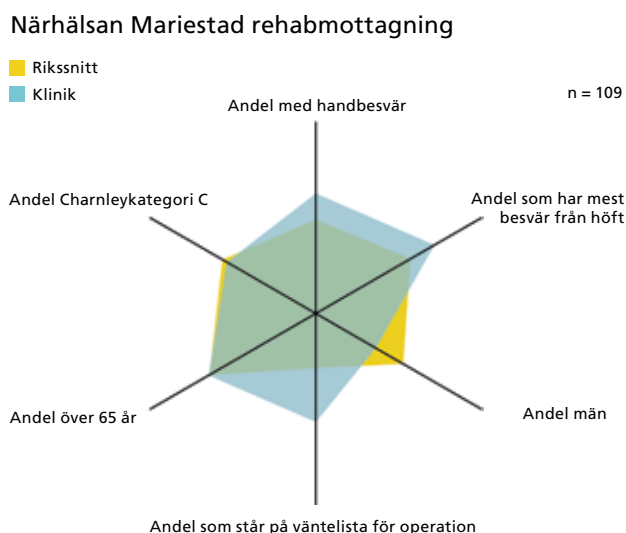 Närhälsan Mariestad rehabmottagning
Rikssnitt
Klinik
n = 109
Andel med handbesvär
Andel Charnleykategori C
Andel som har mest
besvär från höft
Andel över 65 år
Andel män
Andel som står på väntelista för operation